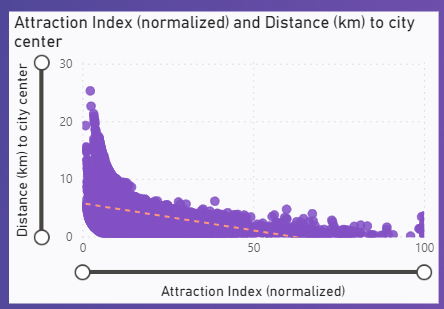 Attraction Index (normalized) and Distance (km) to city
center
Distance (km) to city center
30
20
10
0
0
50
100
Attraction Index (normalized)